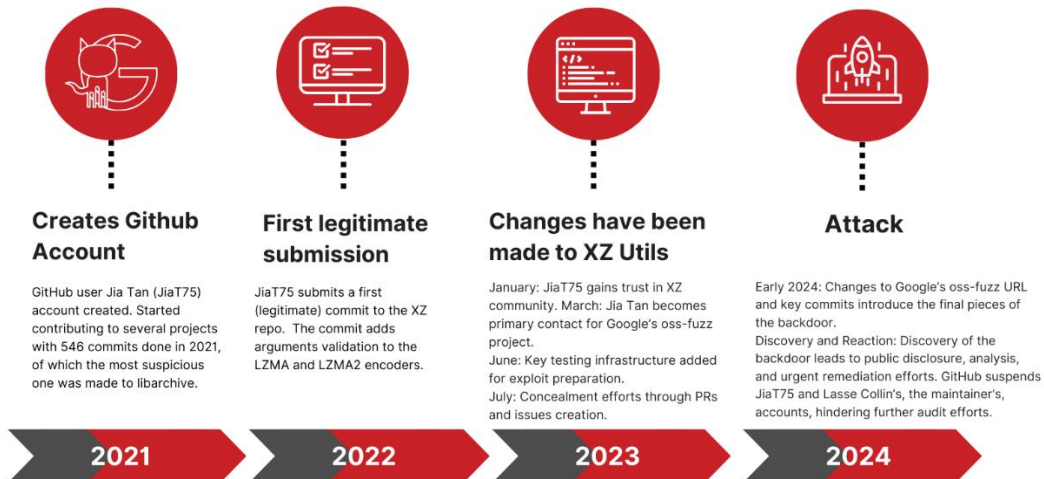 Creates Github
Account
GitHub user Jia Tan (JiaT75)
account created. Started
contributing to several projects
with 546 commits done in 2021,
of which the most suspicious
one was made to libarchive.
2021
First legitimate
submission
JiaT75 submits a first
(legitimate) commit to the XZ
repo. The commit adds
arguments validation to the
LZMA and LZMA2 encoders.
2022
Changes have been
made to XZ Utils
January: JiaT75 gains trust in XZ
community. March: Jia Tan becomes
primary contact for Google's oss-fuzz
project.
June: Key testing infrastructure added
for exploit preparation.
July: Concealment efforts through PRs
and issues creation.
2023
Attack
Early 2024: Changes to Google's oss-fuzz URL
and key commits introduce the final pieces of
the backdoor.
Discovery and Reaction: Discovery of the
backdoor leads to public disclosure, analysis,
and urgent remediation efforts. GitHub suspends
JiaT75 and Lasse Collin's, the maintainer's,
accounts, hindering further audit efforts.
2024